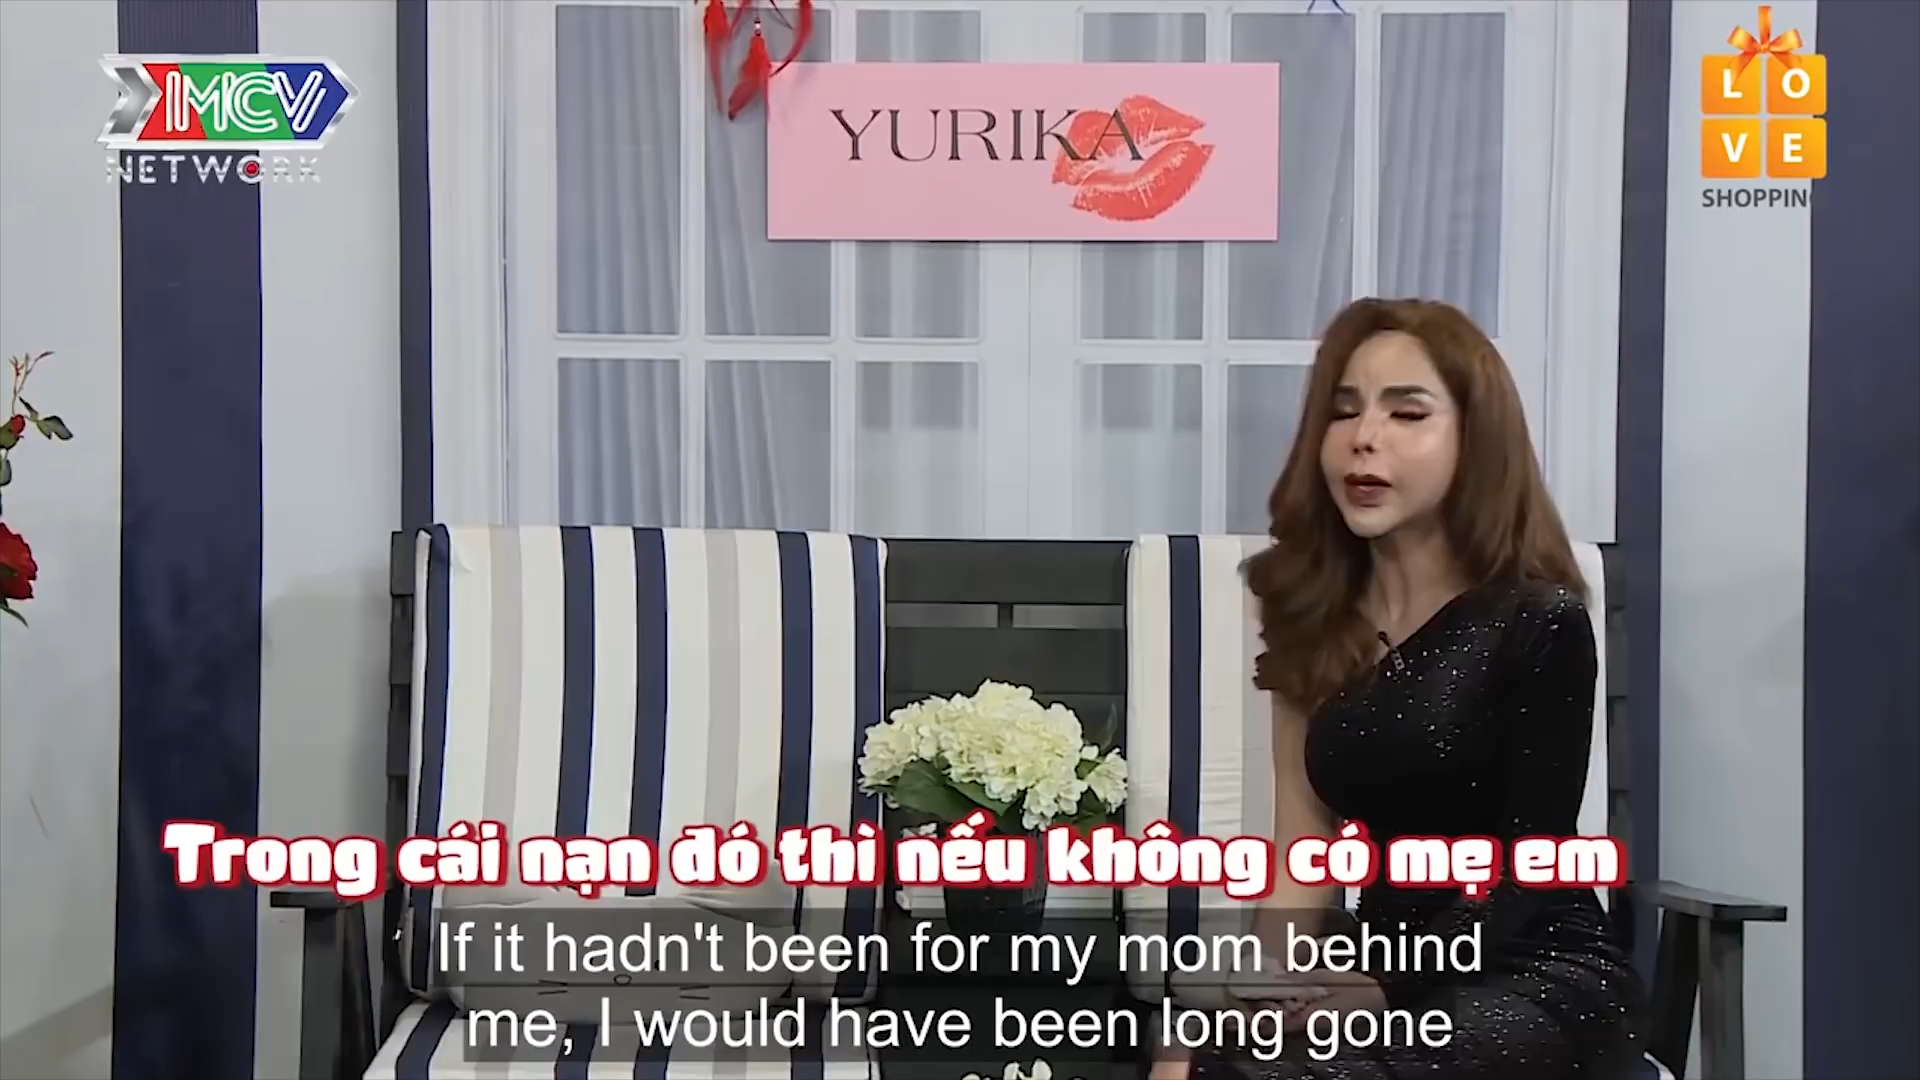 MCV
NETWORK
YURIKA
L O
V E
SHOPPING
Trong cái nạn đó thì nếu không có mẹ em
If it hadn't been for my mom behind
me, I would have been long gone